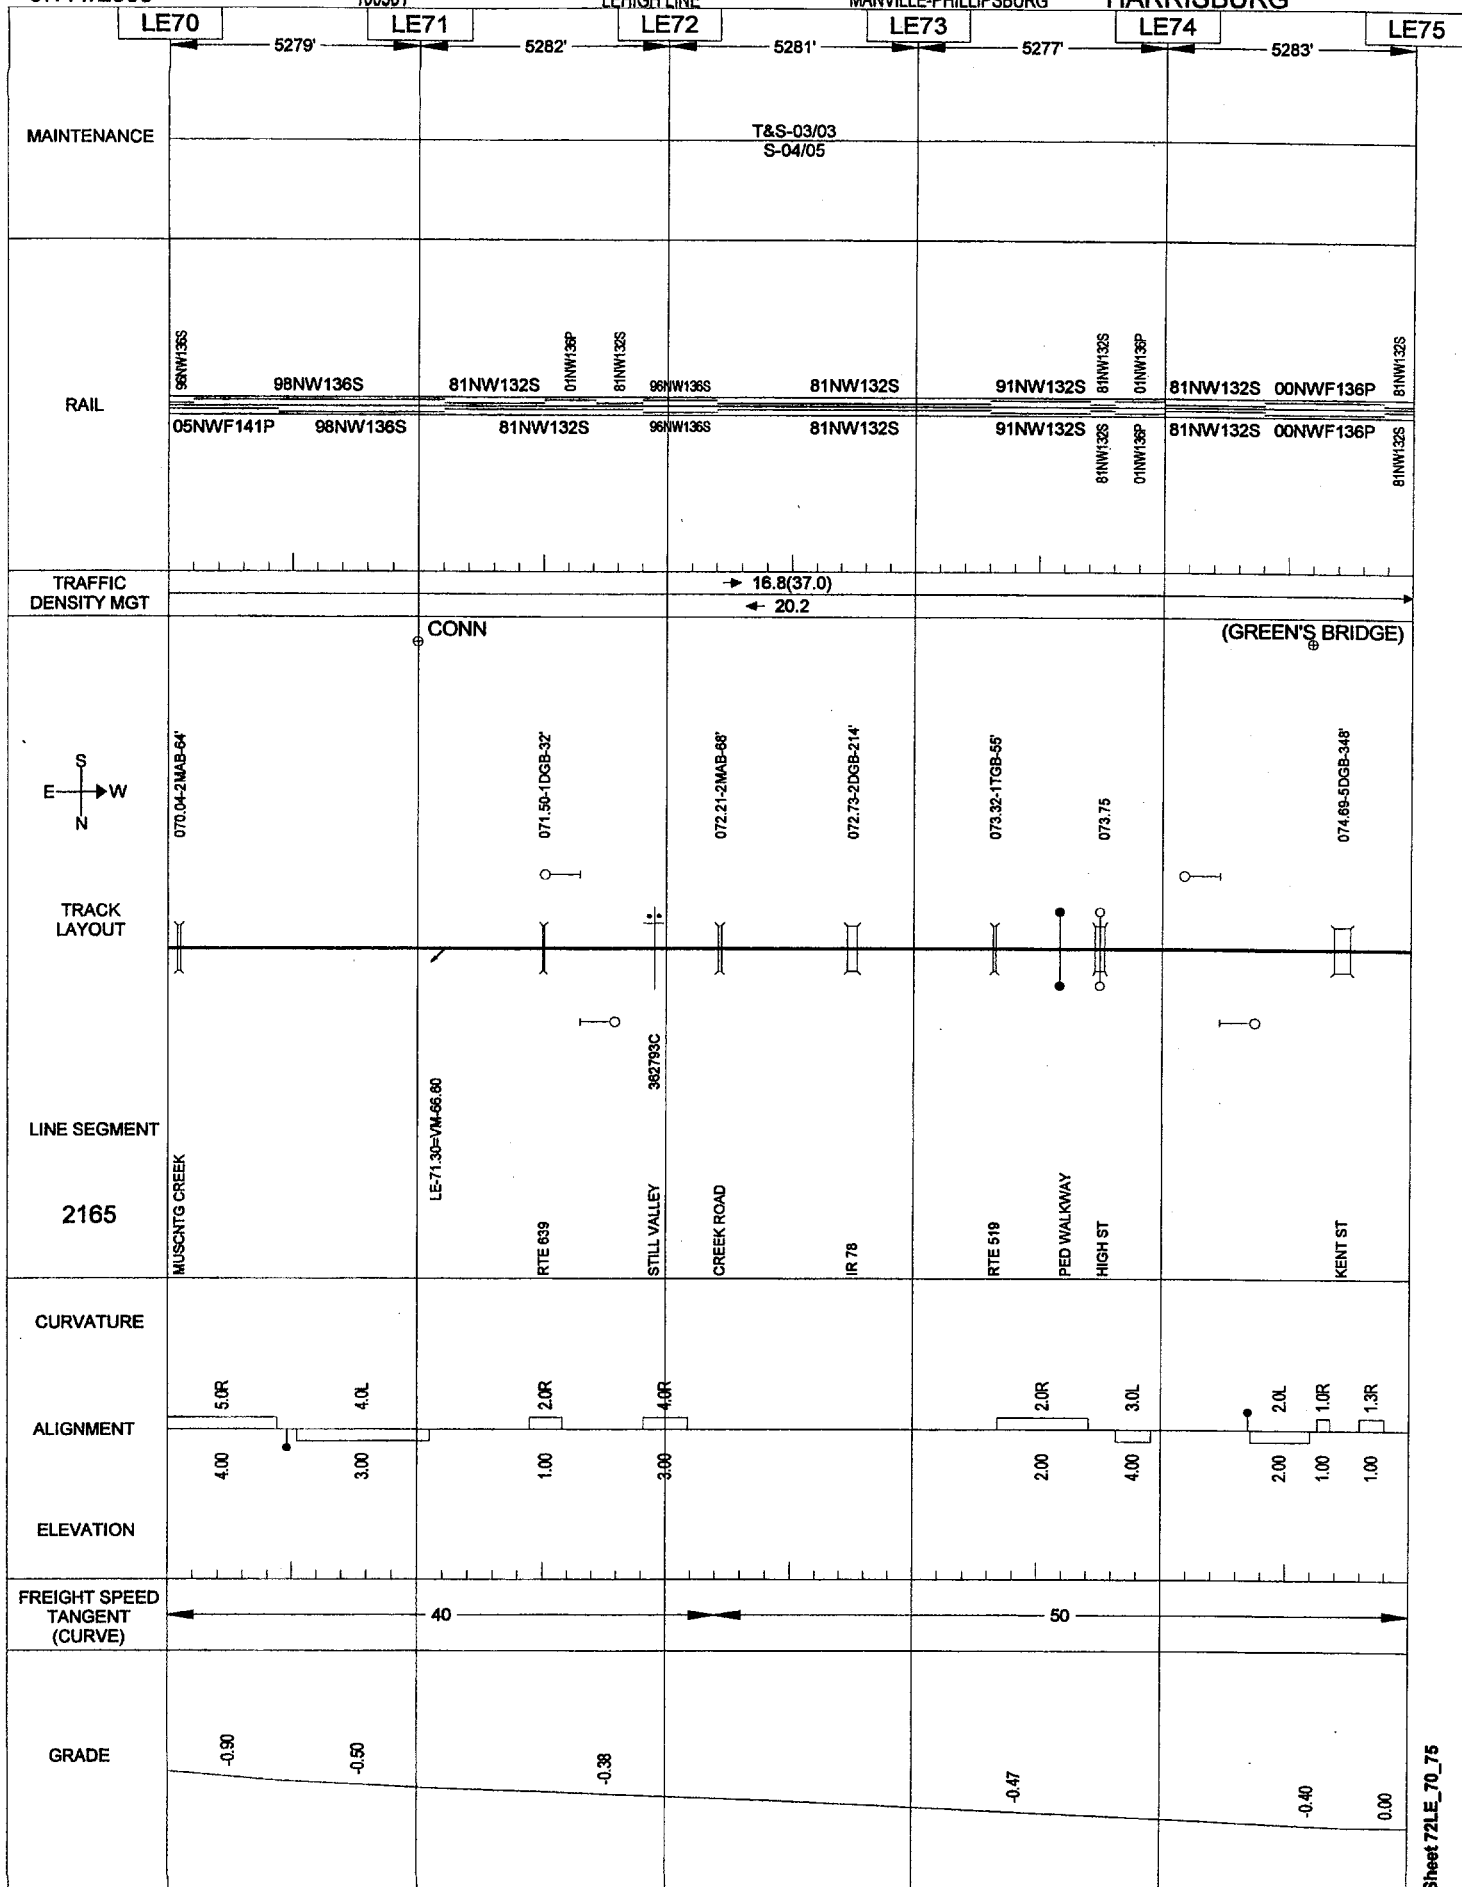 LEHIGH LINE MANVILLE-PHILLIPSBURG HARRISBURG
LE70 LE71 LE72 LE73 LE74 LE75
5279' 5282' 5281' 5277' 5283'
MAINTENANCE
T&S-03/03
S-04/05
RAIL
96NW136S 98NW136S 81NW132S 01NW136P 81NW132S 96NW136S 81NW132S 91NW132S 81NW132S 01NW136P 81NW132S 00NWF136P 81NW132S
05NWF141P 98NW136S 81NW132S 96NW136S 81NW132S 91NW132S 81NW132S 01NW136P 81NW132S 00NWF136P 81NW132S
TRAFFIC
DENSITY MGT
16.8(37.0)
20.2
CONN
(GREEN'S BRIDGE)
S
E W
N
070.04-2MAB-64'
071.50-1DGB-32'
072.21-2MAB-68'
072.73-2DGB-214'
073.32-1TGB-55'
073.75
074.69-5DGB-348'
TRACK
LAYOUT
362793C
LE-71.30=VM-66.60
LINE SEGMENT
2165
MUSCNTG CREEK
RTE 639
STILL VALLEY
CREEK ROAD
IR 78
RTE 519
PED WALKWAY
HIGH ST
KENT ST
CURVATURE
5.0R 4.0L 2.0R 4.0R 2.0R 3.0L 2.0L 1.0R 1.3R
ALIGNMENT
4.00 3.00 1.00 3.00 2.00 4.00 2.00 1.00 1.00
ELEVATION
FREIGHT SPEED
TANGENT
(CURVE)
40 50
GRADE
-0.90 -0.50 -0.38 -0.47 -0.40 0.00
Sheet 72LE_70_75